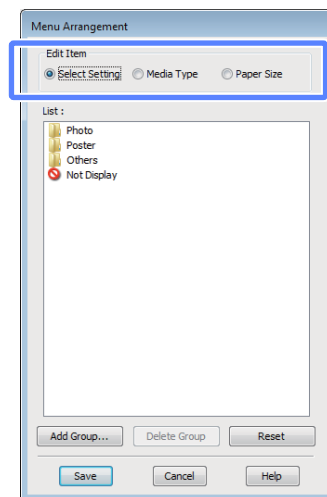 Menu Arrangement
Edit Item
Select Setting Media Type Paper Size
List :
Photo
Poster
Others
Not Display
Add Group... Delete Group Reset
Save Cancel Help